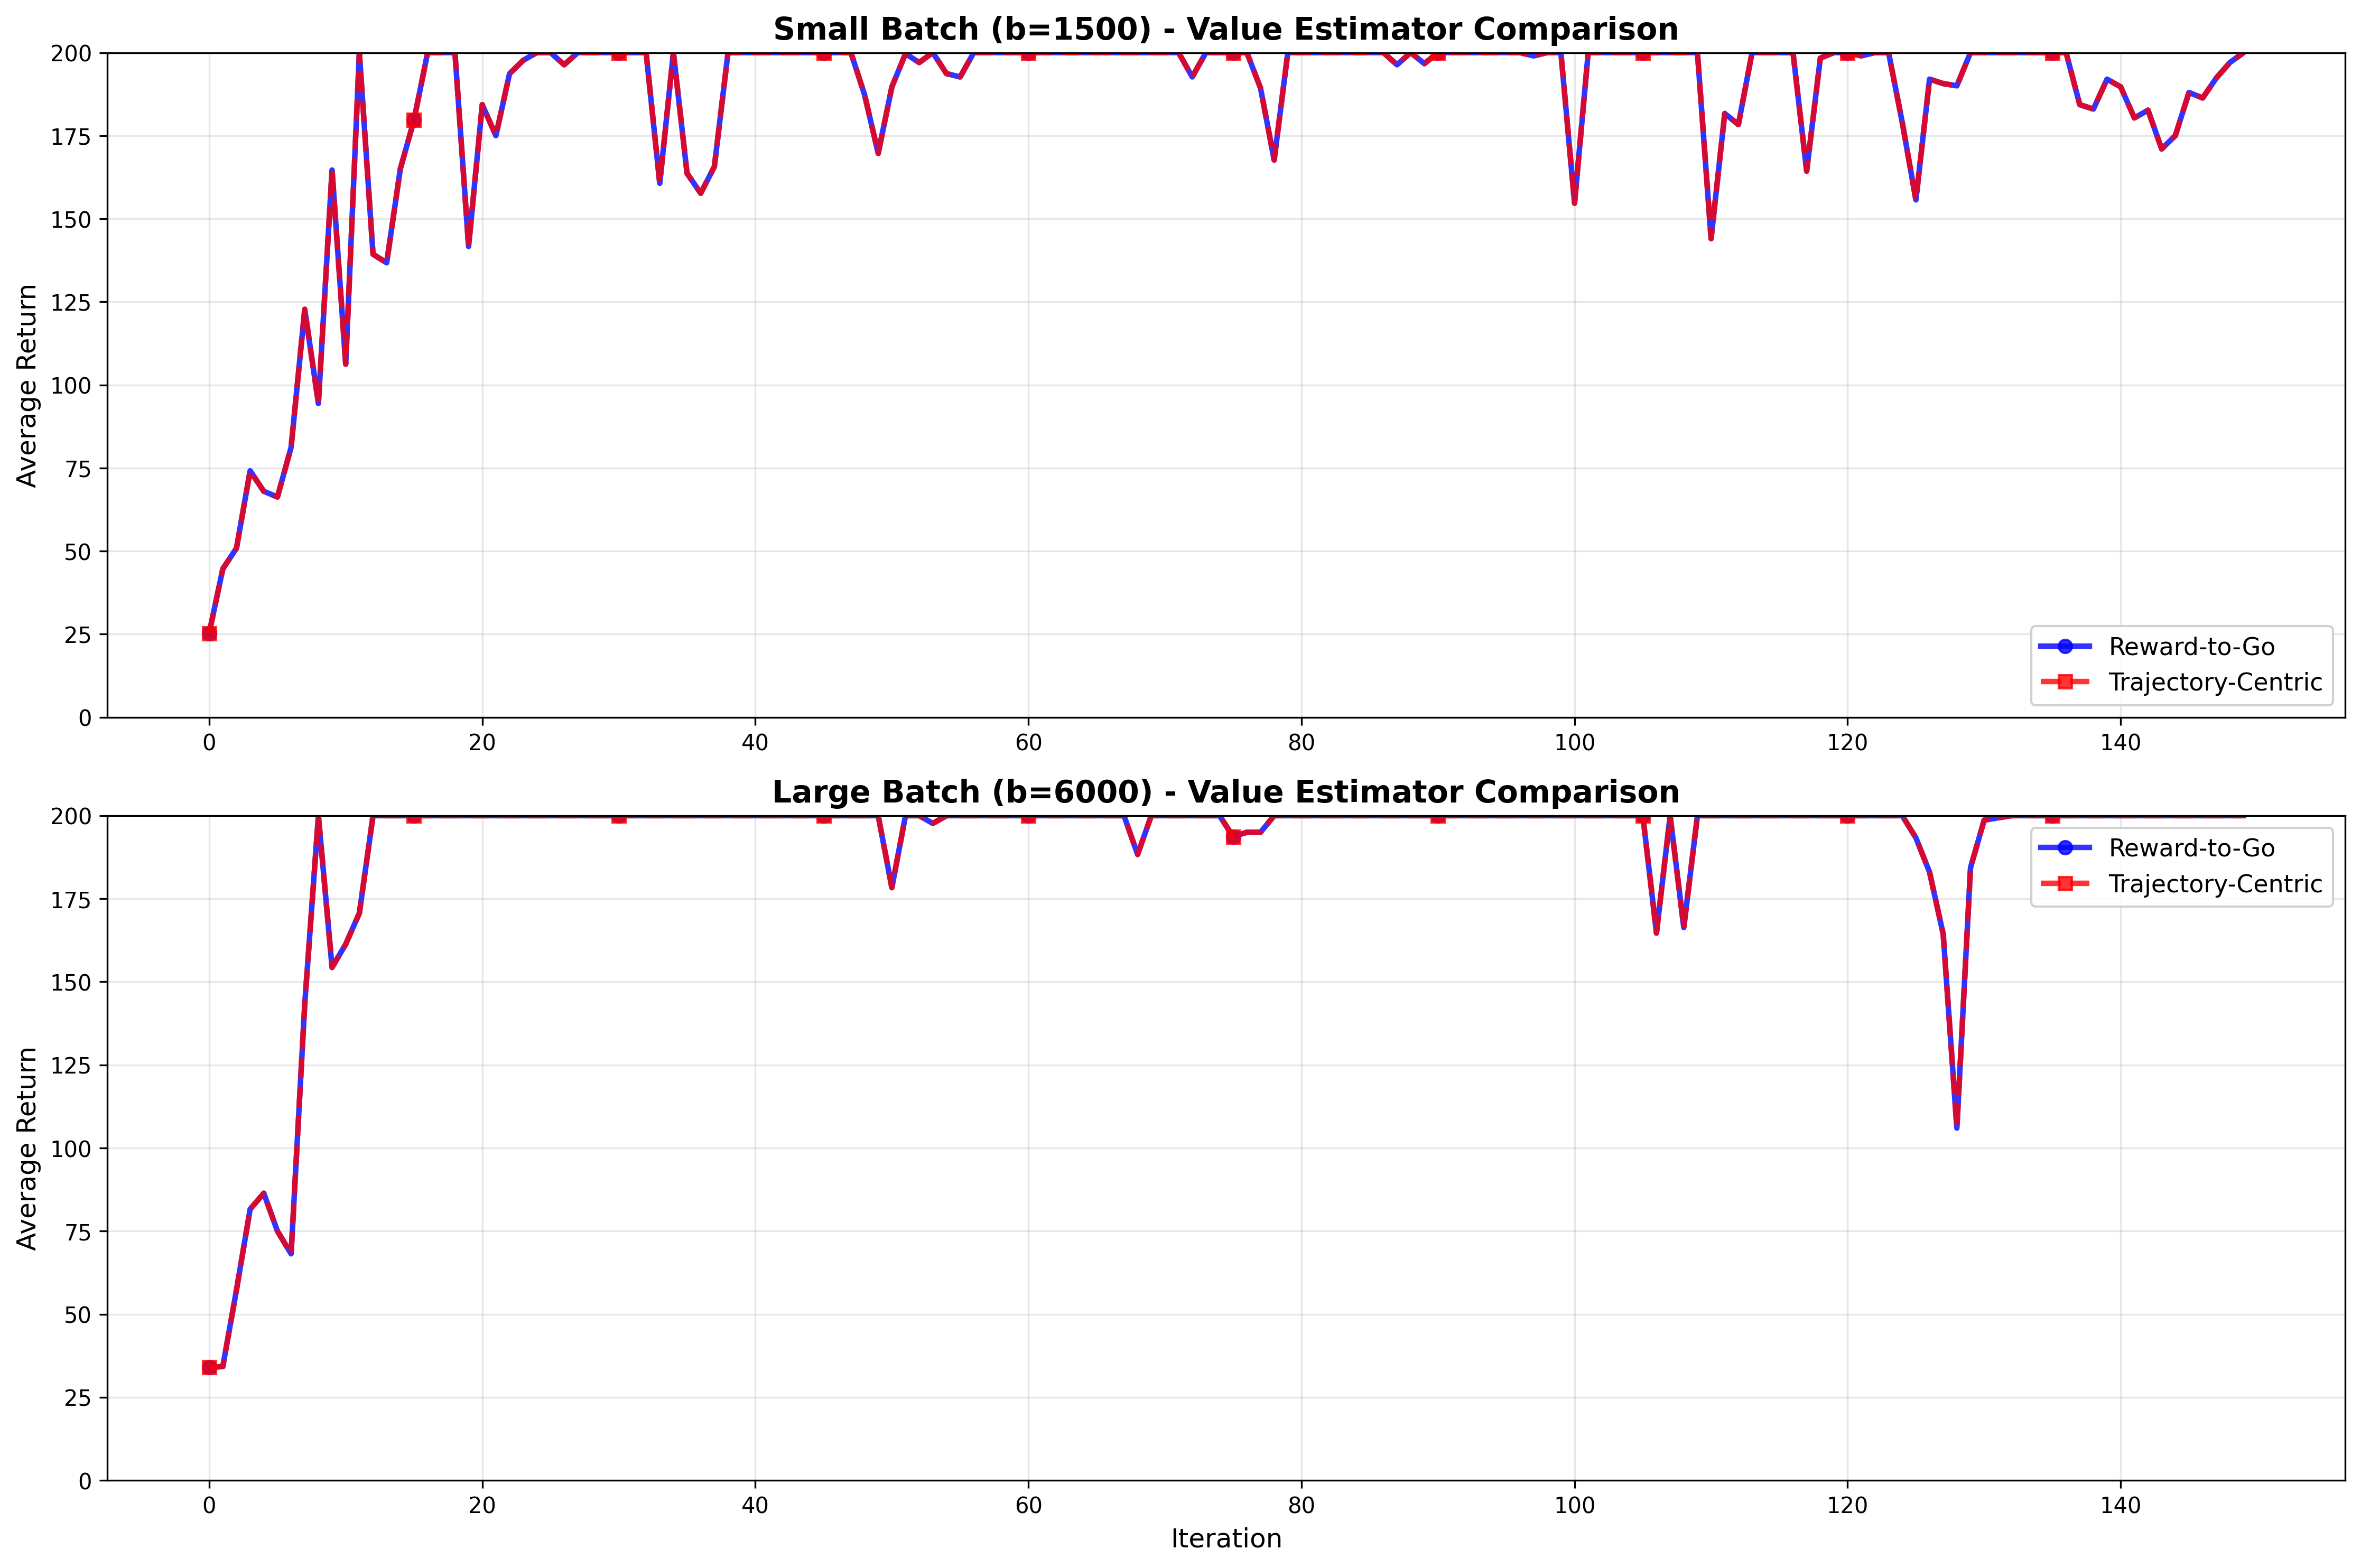 Small Batch (b=1500) - Value Estimator Comparison
200
175
150
125
100
75
50
25
0
Average Return
0 20 40 60 80 100 120 140
Reward-to-Go
Trajectory-Centric
Large Batch (b=6000) - Value Estimator Comparison
200
175
150
125
100
75
50
25
0
Average Return
Reward-to-Go
Trajectory-Centric
0 20 40 60 80 100 120 140
Iteration